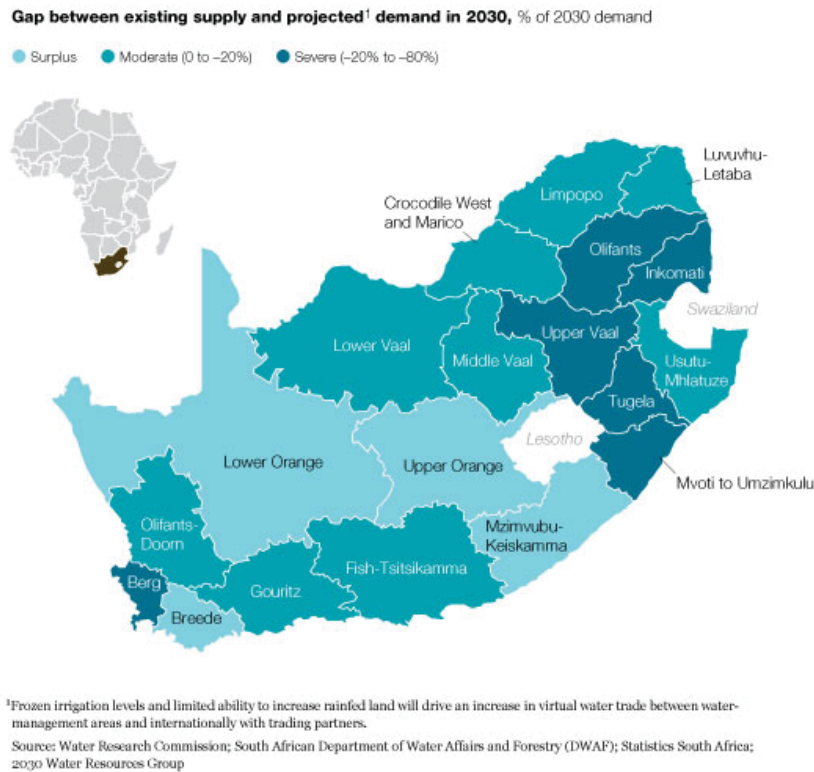 Gap between existing supply and projected¹ demand in 2030, % of 2030 demand
Surplus
Moderate (0 to –20%)
Severe (–20% to –80%)
Luvuvhu-
Letaba
Limpopo
Crocodile West
and Marico
Olifants
Inkomati
Swaziland
Lower Vaal
Middle Vaal
Upper Vaal
Usutu-
Mhlatuze
Tugela
Lesotho
Lower Orange
Upper Orange
Mvoti to Umzimkulu
Olifants-
Doorn
Mzimvubu-
Keiskamma
Fish-Tsitsikamma
Berg
Gouritz
Breede
¹Frozen irrigation levels and limited ability to increase rainfed land will drive an increase in virtual water trade between water-
management areas and internationally with trading partners.
Source: Water Research Commission; South African Department of Water Affairs and Forestry (DWAF); Statistics South Africa;
2030 Water Resources Group